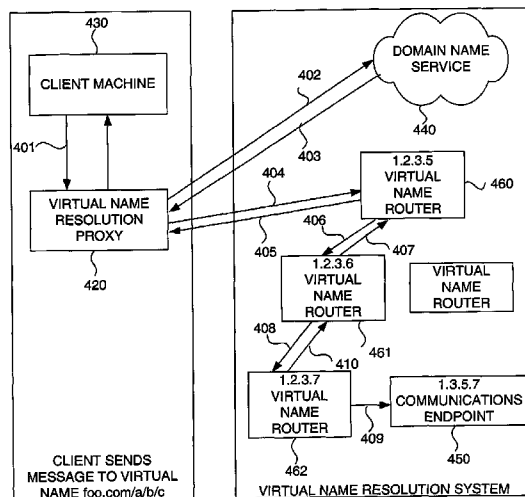 430
CLIENT MACHINE
401
VIRTUAL NAME
RESOLUTION
PROXY
420
CLIENT SENDS
MESSAGE TO VIRTUAL
NAME foo.com/a/b/c
402
403
404
405
DOMAIN NAME
SERVICE
440
1.2.3.5
VIRTUAL
NAME
ROUTER
460
406
407
1.2.3.6
VIRTUAL
NAME
ROUTER
461
VIRTUAL
NAME
ROUTER
408
410
1.2.3.7
VIRTUAL
NAME
ROUTER
462
409
1.3.5.7
COMMUNICATIONS
ENDPOINT
450
VIRTUAL NAME RESOLUTION SYSTEM